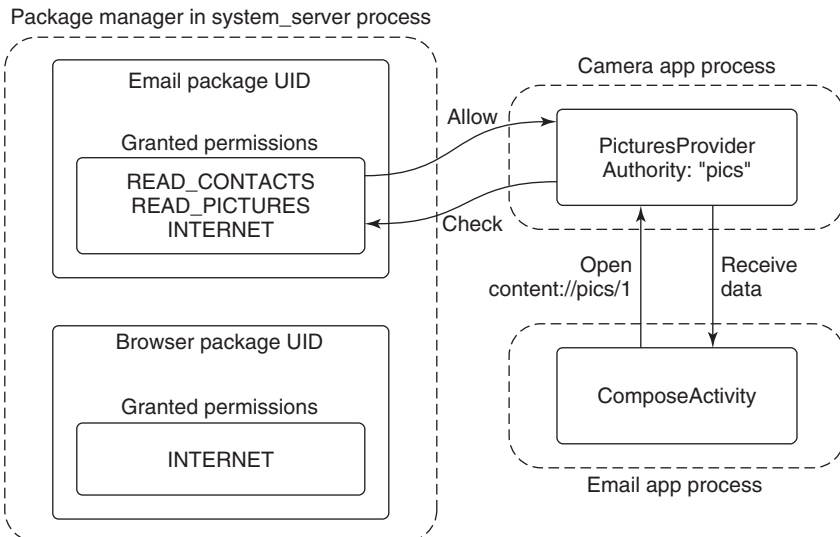 Package manager in system_server process
Email package UID
Granted permissions
READ_CONTACTS
READ_PICTURES
INTERNET
Browser package UID
Granted permissions
INTERNET
Allow
Check
Camera app process
PicturesProvider
Authority: "pics"
Open
content://pics/1
Receive
data
ComposeActivity
Email app process